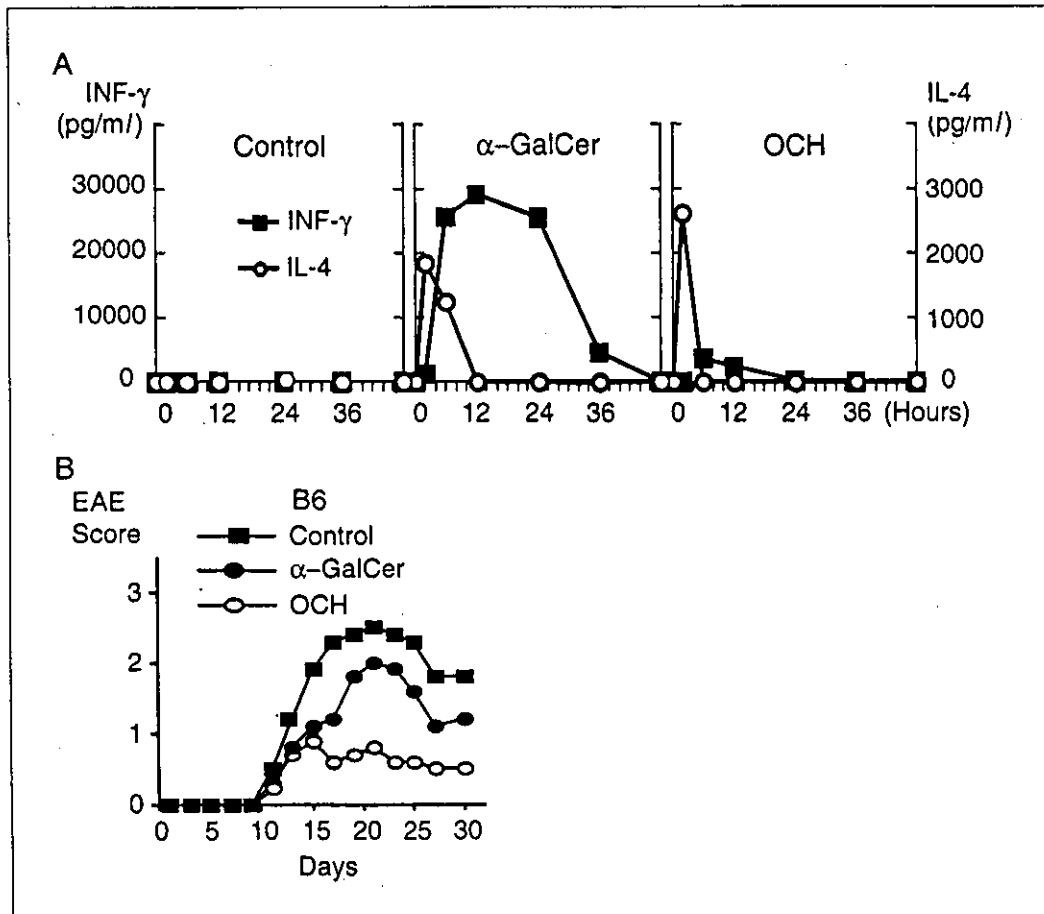 A
INF-γ
(pg/ml)
IL-4
(pg/ml)
Control
α-GalCer
OCH
INF-γ
IL-4
30000
20000
10000
0
3000
2000
1000
0
0 12 24 36
0 12 24 36
0 12 24 36 (Hours)
B
EAE
Score
B6
Control
α-GalCer
OCH
3
2
1
0
0 5 10 15 20 25 30
Days